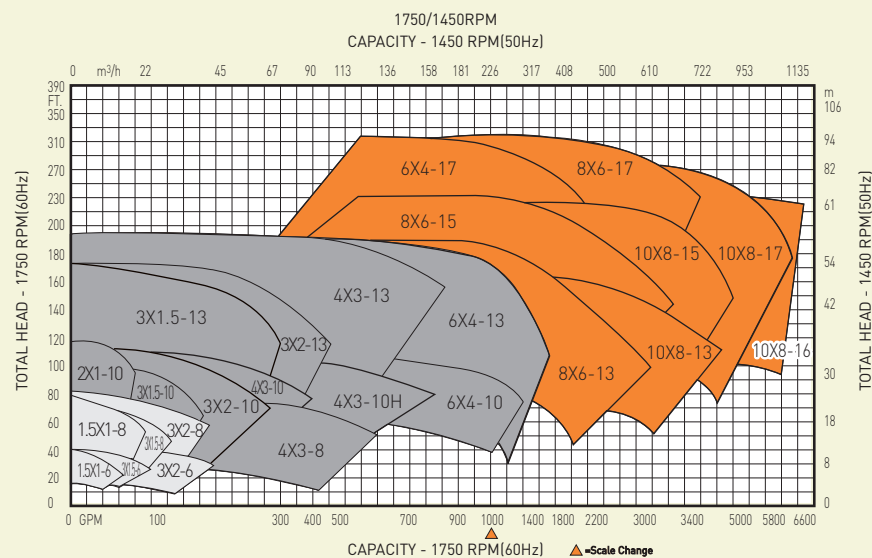 1750/1450RPM
CAPACITY - 1450 RPM(50Hz)
0 m³/h 22 45 67 90 113 136 158 181 226 317 408 500 610 722 953 1135
390
FT.
350
310
270
230
200
180
160
140
120
100
80
60
40
20
0
TOTAL HEAD - 1750 RPM(60Hz)
m
106
94
82
61
54
42
30
18
8
0
TOTAL HEAD - 1450 RPM(50Hz)
6X4-17
8X6-17
8X6-15
10X8-15
10X8-17
4X3-13
6X4-13
3X1.5-13
3X2-13
10X8-13
10X8-16
2X1-10
3X1.5-10
4X3-10
8X6-13
3X2-10
4X3-10H
6X4-10
1.5X1-8
3X1.5-8
3X2-8
4X3-8
1.5X1-6
3X1.5-6
3X2-6
0 GPM 100 300 400 500 700 900 1000 1400 1800 2200 3000 3400 5000 5800 6600
CAPACITY - 1750 RPM(60Hz)
=Scale Change